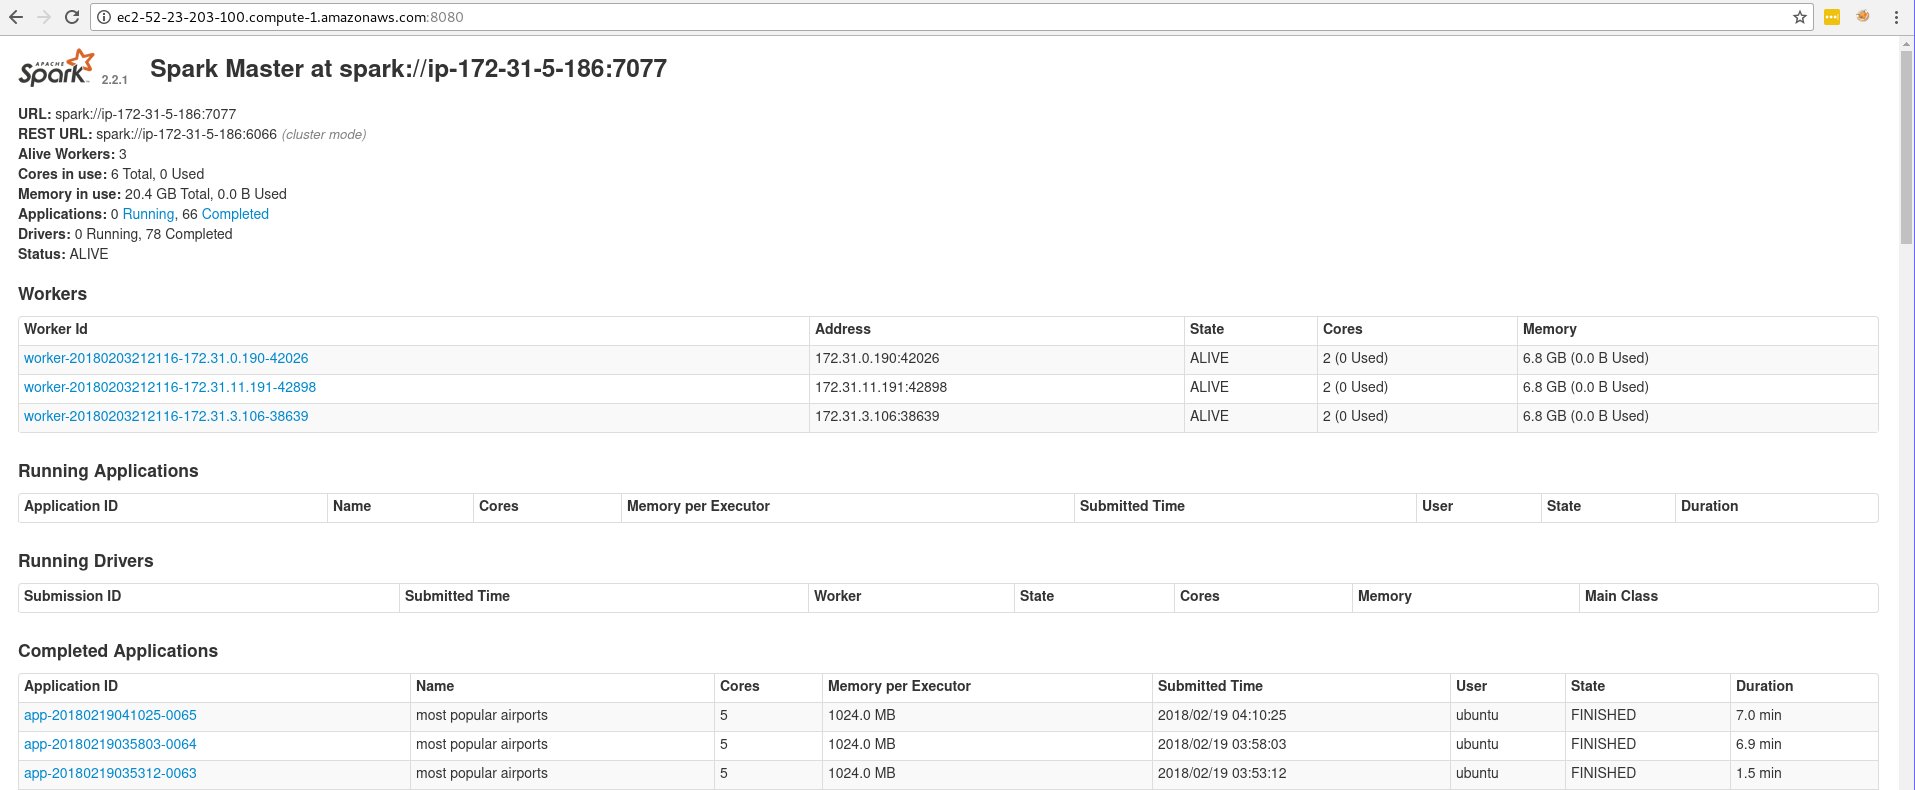 ec2-52-23-203-100.compute-1.amazonaws.com:8080
APACHE Spark 2.2.1 Spark Master at spark://ip-172-31-5-186:7077
URL: spark://ip-172-31-5-186:7077
REST URL: spark://ip-172-31-5-186:6066 (cluster mode)
Alive Workers: 3
Cores in use: 6 Total, 0 Used
Memory in use: 20.4 GB Total, 0.0 B Used
Applications: 0 Running, 66 Completed
Drivers: 0 Running, 78 Completed
Status: ALIVE
Workers
Worker Id Address State Cores Memory
worker-20180203212116-172.31.0.190-42026 172.31.0.190:42026 ALIVE 2 (0 Used) 6.8 GB (0.0 B Used)
worker-20180203212116-172.31.11.191-42898 172.31.11.191:42898 ALIVE 2 (0 Used) 6.8 GB (0.0 B Used)
worker-20180203212116-172.31.3.106-38639 172.31.3.106:38639 ALIVE 2 (0 Used) 6.8 GB (0.0 B Used)
Running Applications
Application ID Name Cores Memory per Executor Submitted Time User State Duration
Running Drivers
Submission ID Submitted Time Worker State Cores Memory Main Class
Completed Applications
Application ID Name Cores Memory per Executor Submitted Time User State Duration
app-20180219041025-0065 most popular airports 5 1024.0 MB 2018/02/19 04:10:25 ubuntu FINISHED 7.0 min
app-20180219035803-0064 most popular airports 5 1024.0 MB 2018/02/19 03:58:03 ubuntu FINISHED 6.9 min
app-20180219035312-0063 most popular airports 5 1024.0 MB 2018/02/19 03:53:12 ubuntu FINISHED 1.5 min